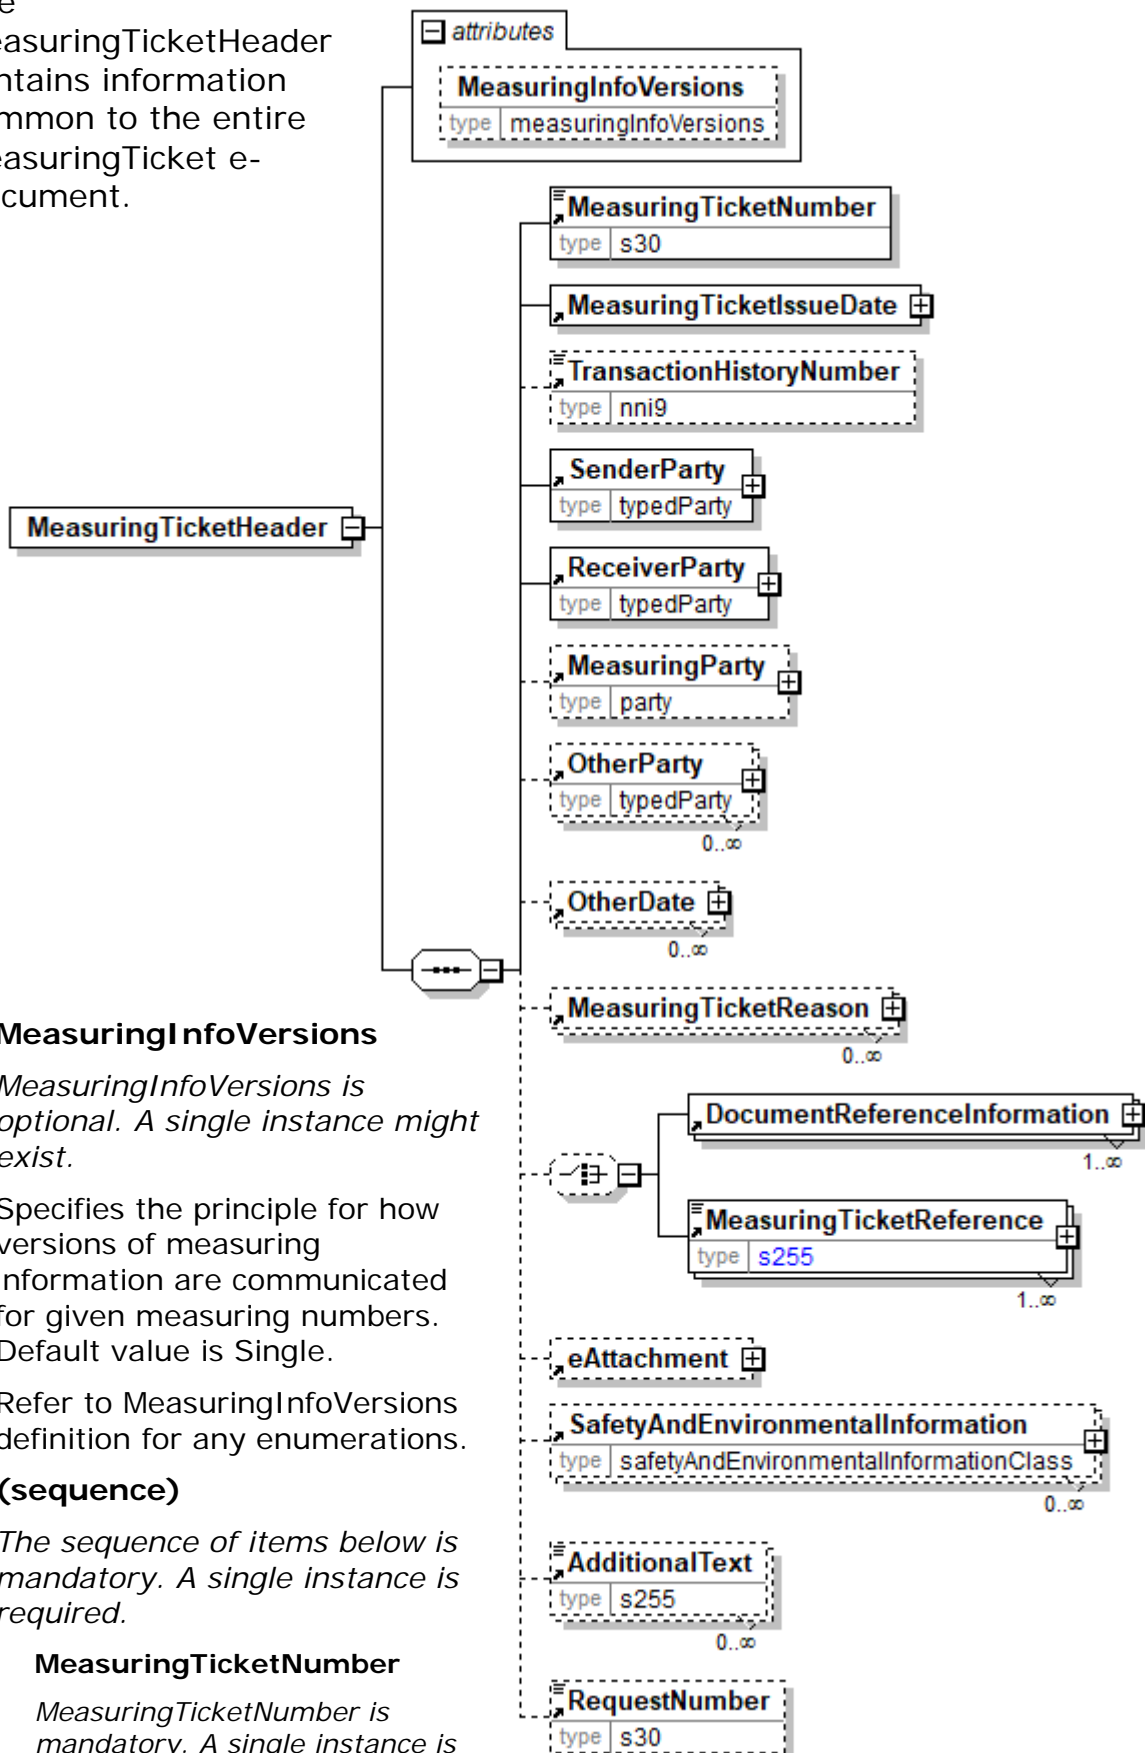 MeasuringTicketHeader
contains information
common to the entire
MeasuringTicket e-
document.
attributes
MeasuringInfoVersions
type measuringInfoVersions
MeasuringTicketNumber
type s30
MeasuringTicketIssueDate
TransactionHistoryNumber
type nni9
SenderParty
type typedParty
MeasuringTicketHeader
ReceiverParty
type typedParty
MeasuringParty
type party
OtherParty
type typedParty
0..∞
OtherDate
0..∞
MeasuringTicketReason
0..∞
DocumentReferenceInformation
1..∞
MeasuringTicketReference
type s255
1..∞
eAttachment
SafetyAndEnvironmentalInformation
type safetyAndEnvironmentalInformationClass
0..∞
AdditionalText
type s255
0..∞
RequestNumber
type s30
MeasuringInfoVersions
MeasuringInfoVersions is
optional. A single instance might
exist.
Specifies the principle for how
versions of measuring
information are communicated
for given measuring numbers.
Default value is Single.
Refer to MeasuringInfoVersions
definition for any enumerations.
(sequence)
The sequence of items below is
mandatory. A single instance is
required.
MeasuringTicketNumber
MeasuringTicketNumber is
mandatory. A single instance is